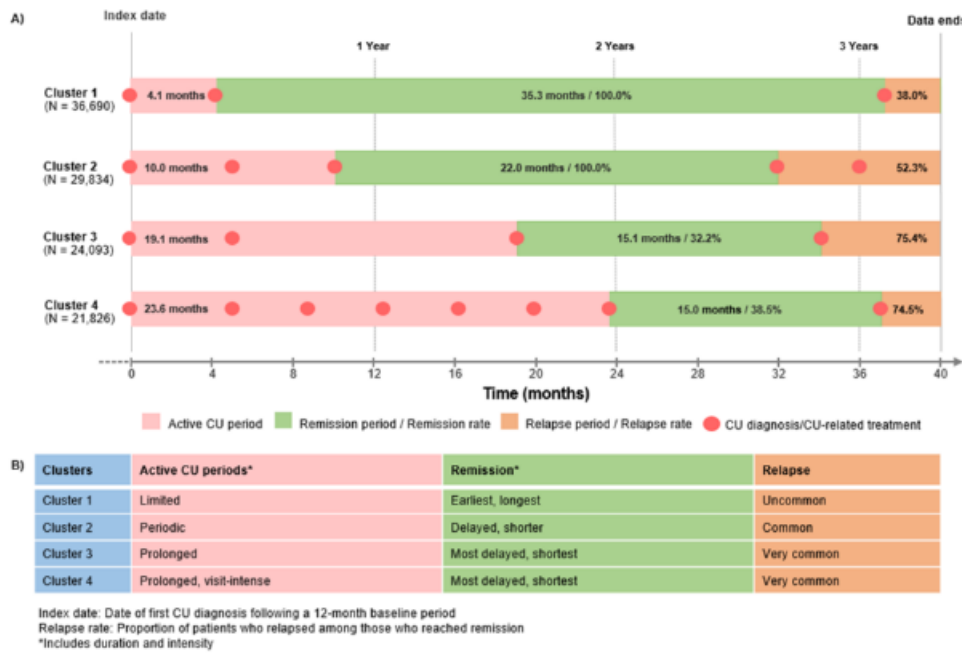 A)
Index date
Data ends
1 Year
2 Years
3 Years
Cluster 1
(N = 36,690)
4.1 months
35.3 months / 100.0%
38.0%
Cluster 2
(N = 29,834)
10.0 months
22.0 months / 100.0%
52.3%
Cluster 3
(N = 24,093)
19.1 months
15.1 months / 32.2%
75.4%
Cluster 4
(N = 21,826)
23.6 months
15.0 months / 38.5%
74.5%
0 4 8 12 16 20 24 28 32 36 40
Time (months)
Active CU period Remission period / Remission rate Relapse period / Relapse rate CU diagnosis/CU-related treatment
B)
Clusters Active CU periods* Remission* Relapse
Cluster 1 Limited Earliest, longest Uncommon
Cluster 2 Periodic Delayed, shorter Common
Cluster 3 Prolonged Most delayed, shortest Very common
Cluster 4 Prolonged, visit-intense Most delayed, shortest Very common
Index date: Date of first CU diagnosis following a 12-month baseline period
Relapse rate: Proportion of patients who relapsed among those who reached remission
*Includes duration and intensity